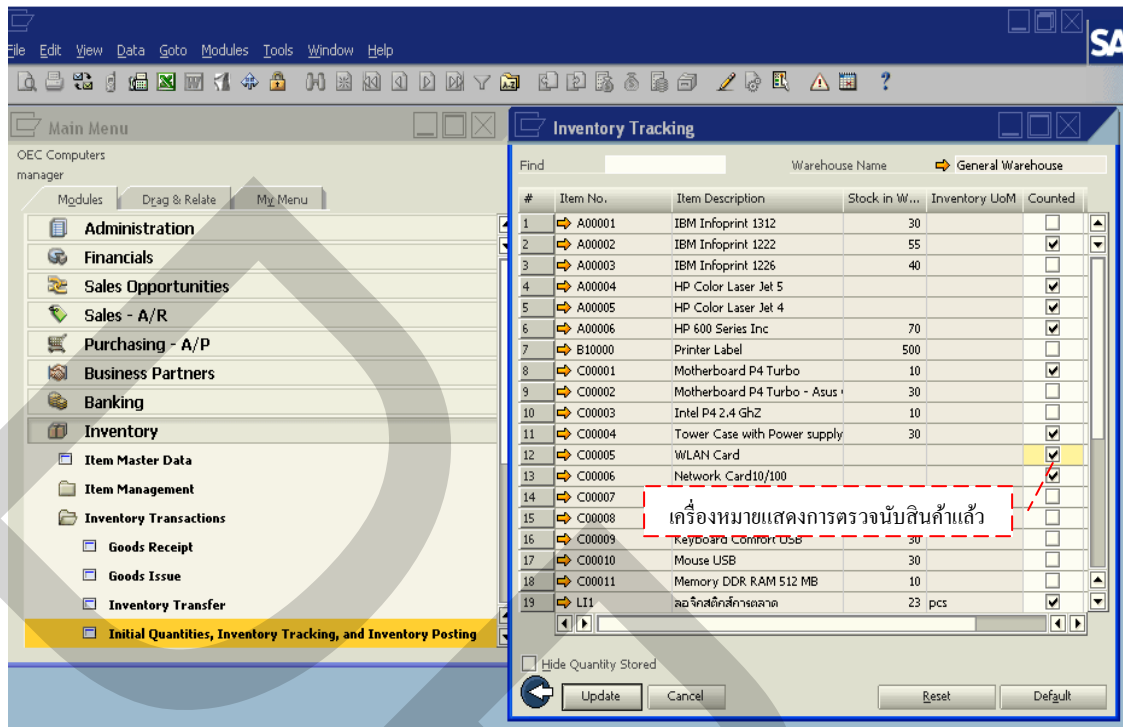 SA
File Edit View Data Goto Modules Tools Window Help
Main Menu
OEC Computers
manager
Modules Drag & Relate My Menu
Administration
Financials
Sales Opportunities
Sales - A/R
Purchasing - A/P
Business Partners
Banking
Inventory
Item Master Data
Item Management
Inventory Transactions
Goods Receipt
Goods Issue
Inventory Transfer
Initial Quantities, Inventory Tracking, and Inventory Posting
Inventory Tracking
Find Warehouse Name General Warehouse
# Item No. Item Description Stock in W... Inventory UoM Counted
1 A00001 IBM Infoprint 1312 30
2 A00002 IBM Infoprint 1222 55
3 A00003 IBM Infoprint 1226 40
4 A00004 HP Color Laser Jet 5
5 A00005 HP Color Laser Jet 4
6 A00006 HP 600 Series Inc 70
7 B10000 Printer Label 500
8 C00001 Motherboard P4 Turbo 10
9 C00002 Motherboard P4 Turbo - Asus 30
10 C00003 Intel P4 2.4 GhZ 10
11 C00004 Tower Case with Power supply 30
12 C00005 WLAN Card
13 C00006 Network Card10/100
14 C00007
15 C00008
เครื่องหมายแสดงการตรวจนับสินค้าแล้ว
16 C00009 Keyboard Comfort USB 30
17 C00010 Mouse USB 30
18 C00011 Memory DDR RAM 512 MB 10
19 LI1 ลอจิกสติกส์การตลาด 23 pcs
Hide Quantity Stored
Update Cancel Reset Default